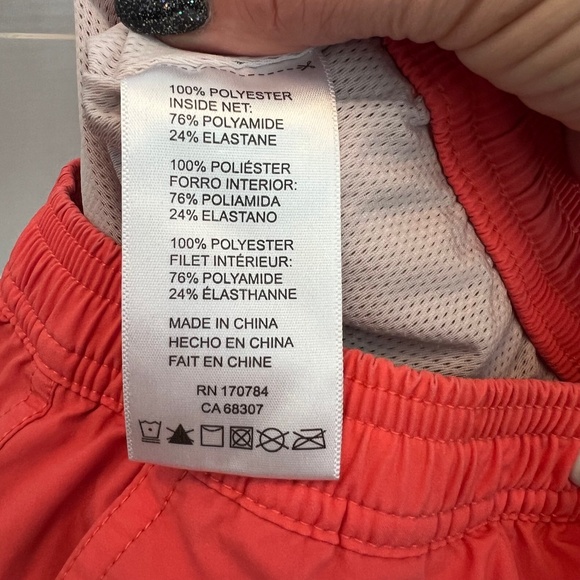 100% POLYESTER
INSIDE NET:
76% POLYAMIDE
24% ELASTANE
100% POLIÉSTER
FORRO INTERIOR:
76% POLIAMIDA
24% ELASTANO
100% POLYESTER
FILET INTÉRIEUR:
76% POLYAMIDE
24% ÉLASTHANNE
MADE IN CHINA
HECHO EN CHINA
FAIT EN CHINE
RN 170784
CA 68307